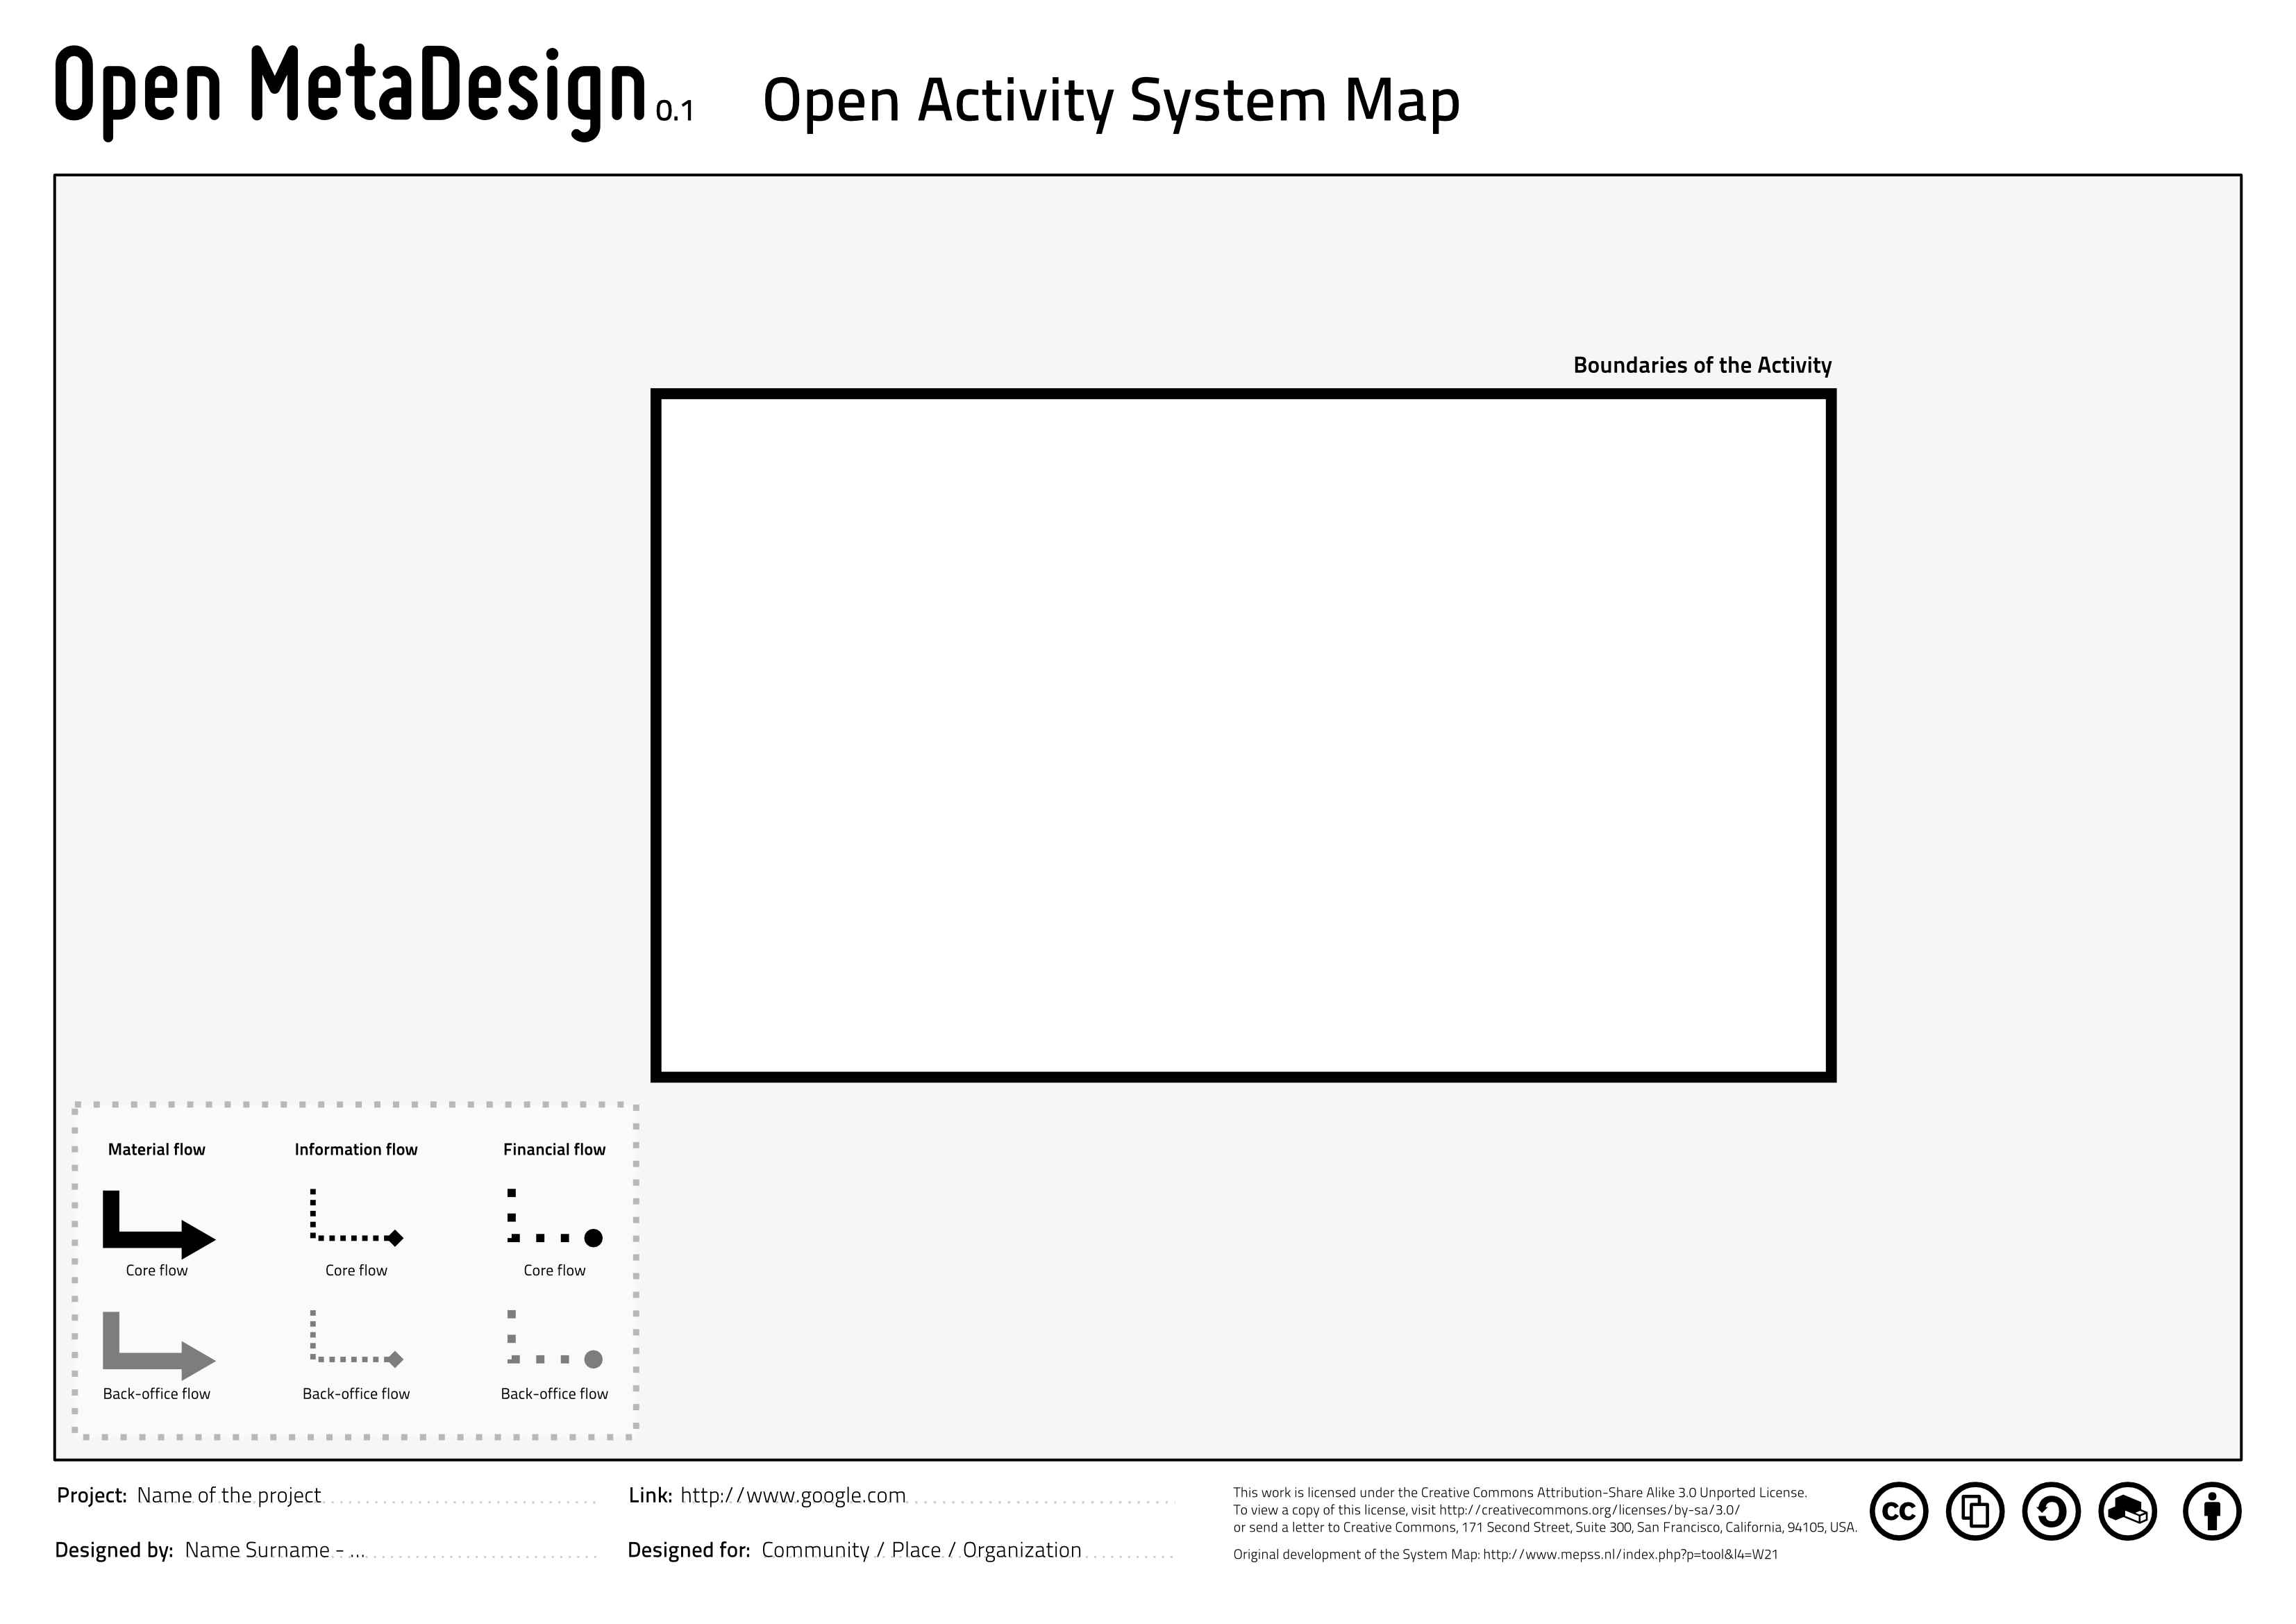 Open MetaDesign 0.1 Open Activity System Map
Boundaries of the Activity
Material flow Information flow Financial flow
Core flow Core flow Core flow
Back-office flow Back-office flow Back-office flow
Project: Name of the project
Designed by: Name Surname - ...
Link: http://www.google.com
Designed for: Community / Place / Organization
This work is licensed under the Creative Commons Attribution-Share Alike 3.0 Unported License.
To view a copy of this license, visit http://creativecommons.org/licenses/by-sa/3.0/
or send a letter to Creative Commons, 171 Second Street, Suite 300, San Francisco, California, 94105, USA.
Original development of the System Map: http://www.mepss.nl/index.php?p=tool&l4=W21
cc